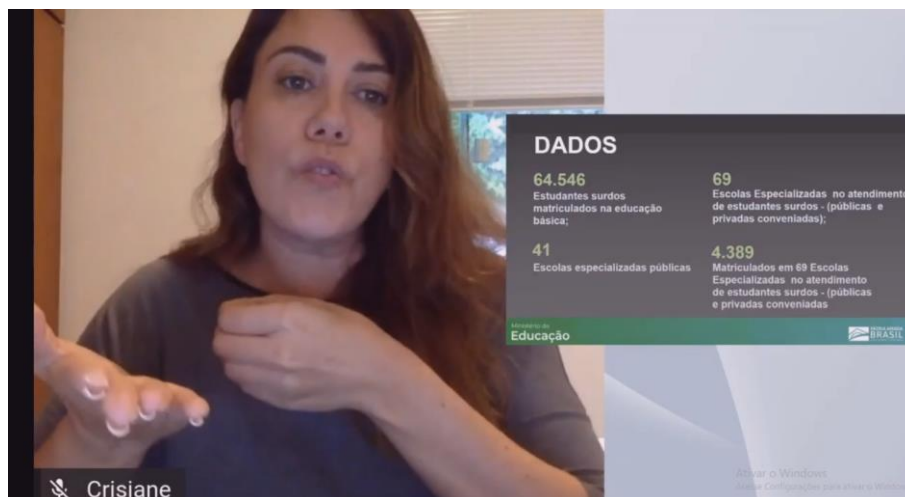 DADOS
64.546
Estudantes surdos
matriculados na educação
básica;
69
Escolas Especializadas no atendimento
de estudantes surdos - (públicas e
privadas conveniadas);
41
Escolas especializadas públicas
4.389
Matriculados em 69 Escolas
Especializadas no atendimento
de estudantes surdos - (públicas
e privadas conveniadas
Ministério da
Educação
BRASIL
Crisiane
Ativar o Windows